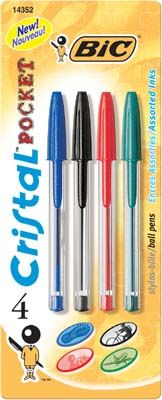 14352
New!
Nouveau!
BIC
Cristal POCKET
Encres Assorties/Assorted Inks
4
stylos-bille/ball pens